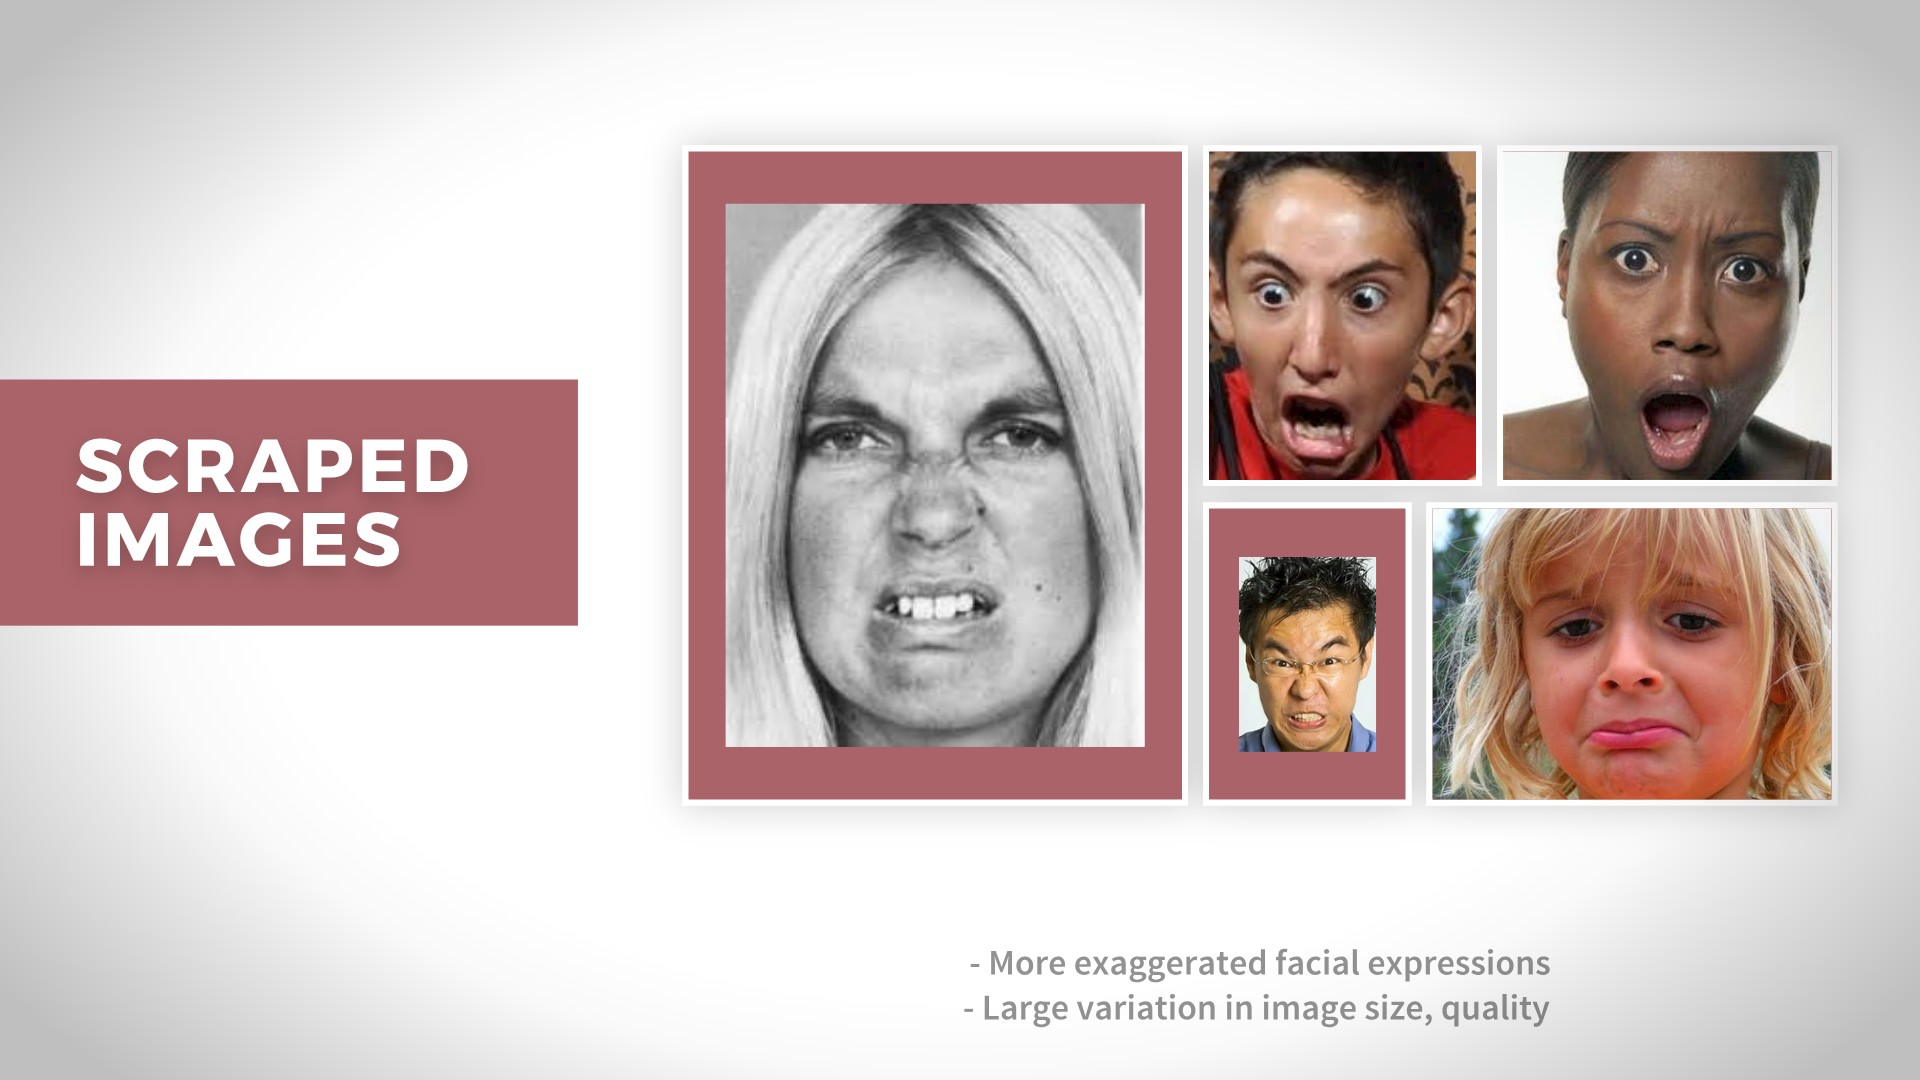 SCRAPED
IMAGES
- More exaggerated facial expressions
- Large variation in image size, quality